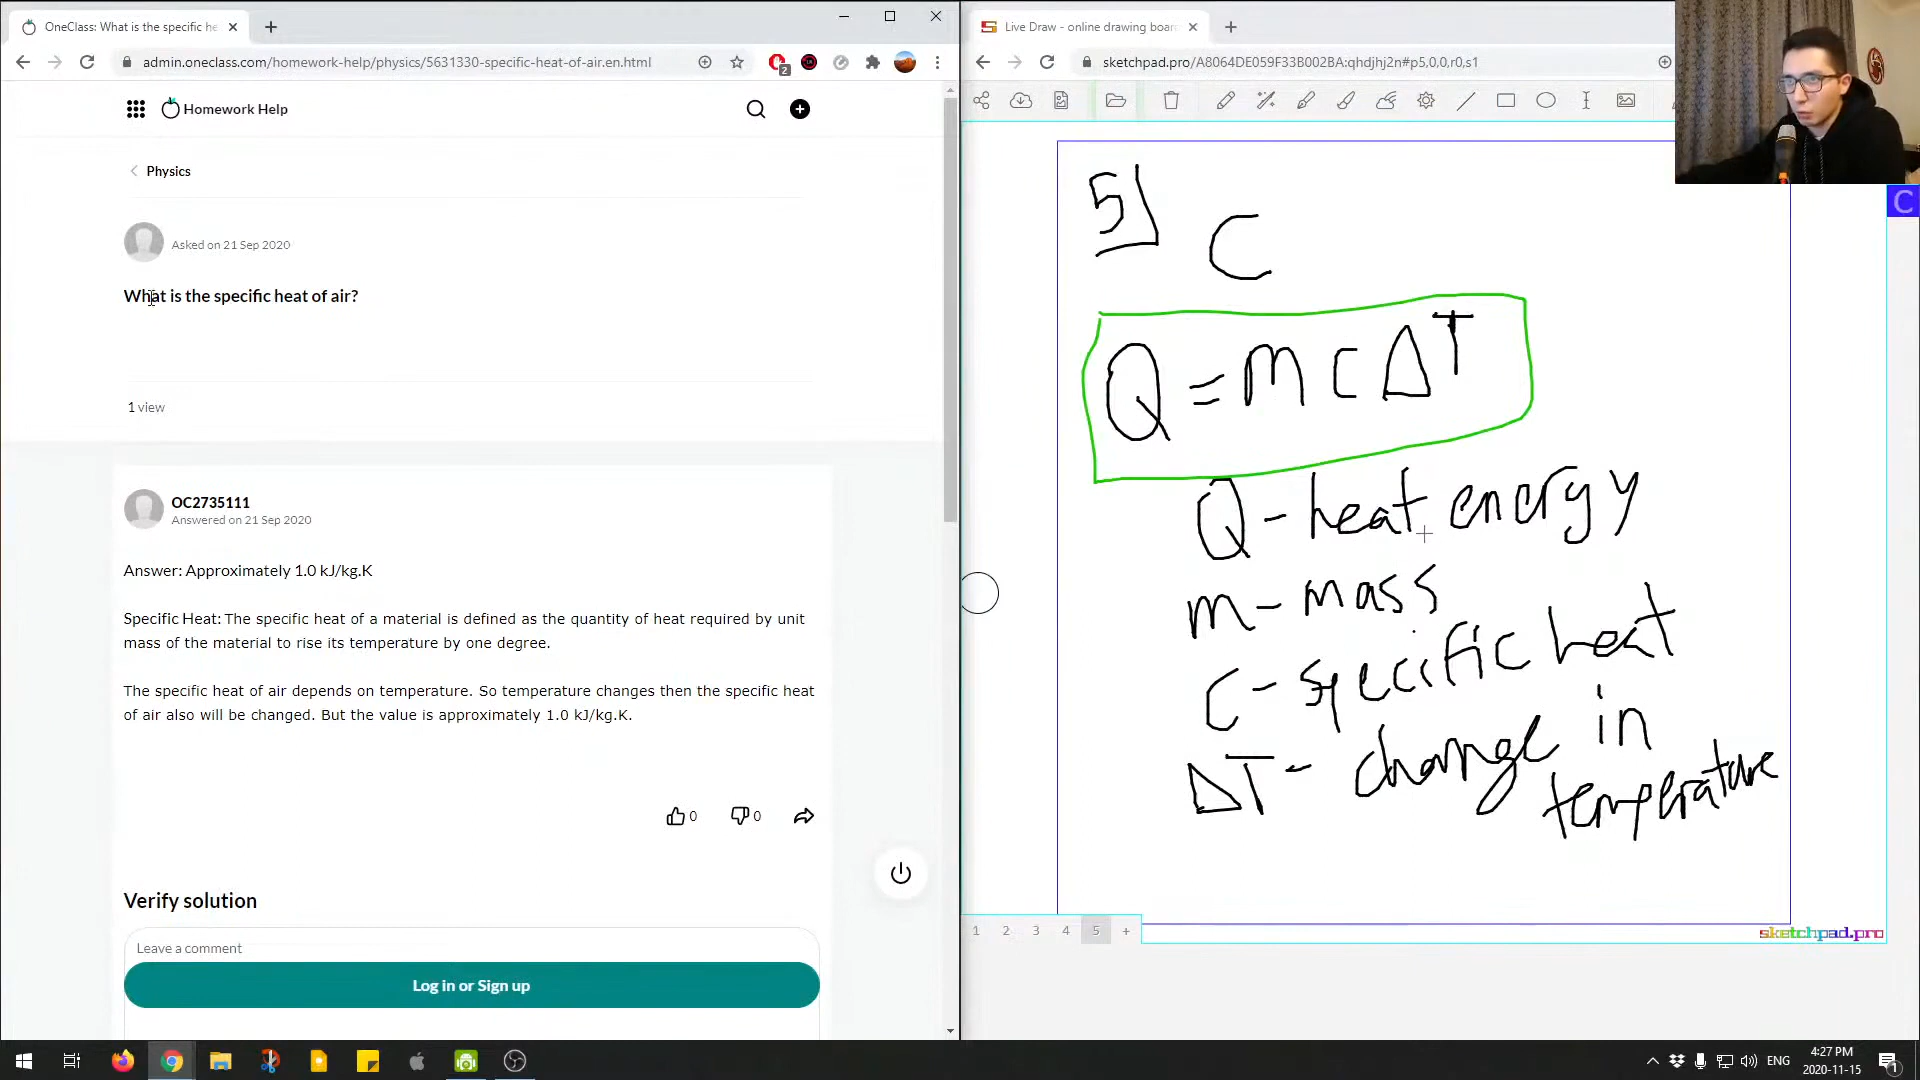 OneClass: What is the specific he
admin.oneclass.com/homework-help/physics/5631330-specific-heat-of-air.en.html
2
Homework Help
Physics
Asked on 21 Sep 2020
What is the specific heat of air?
1 view
OC2735111
Answered on 21 Sep 2020
Answer: Approximately 1.0 kJ/kg.K
Specific Heat: The specific heat of a material is defined as the quantity of heat required by unit
mass of the material to rise its temperature by one degree.
The specific heat of air depends on temperature. So temperature changes then the specific heat
of air also will be changed. But the value is approximately 1.0 kJ/kg.K.
0
0
Verify solution
Leave a comment
Log in or Sign up
Live Draw - online drawing boar
sketchpad.pro/A8064DE059F33B002BA:qhdjhj2n#p5,0,0,r0,s1
C
5
C
Q = m c Δ T
Q - heat energy
m - mass
C - specific heat
ΔT - change in
temperature
1 2 3 4 5 +
sketchpad.pro
ENG
4:27 PM
2020-11-15
1